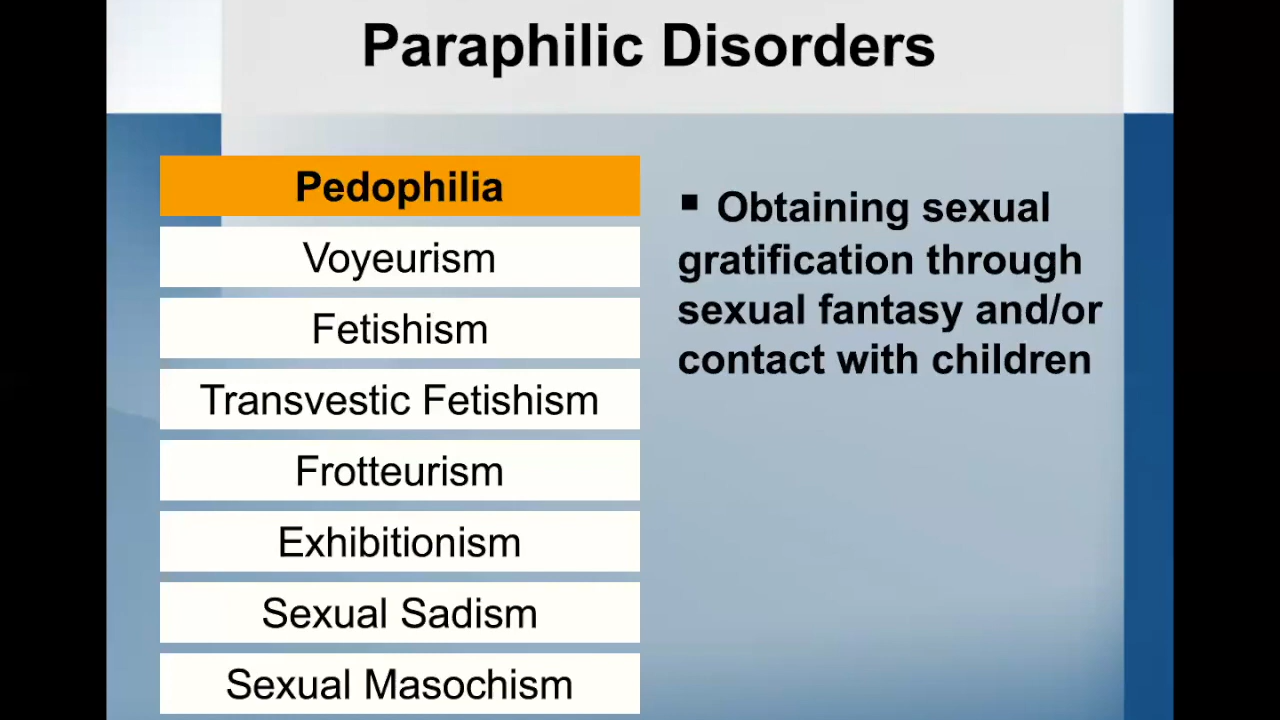 Paraphilic Disorders
Pedophilia
Voyeurism
Fetishism
Transvestic Fetishism
Frotteurism
Exhibitionism
Sexual Sadism
Sexual Masochism
▪ Obtaining sexual
gratification through
sexual fantasy and/or
contact with children